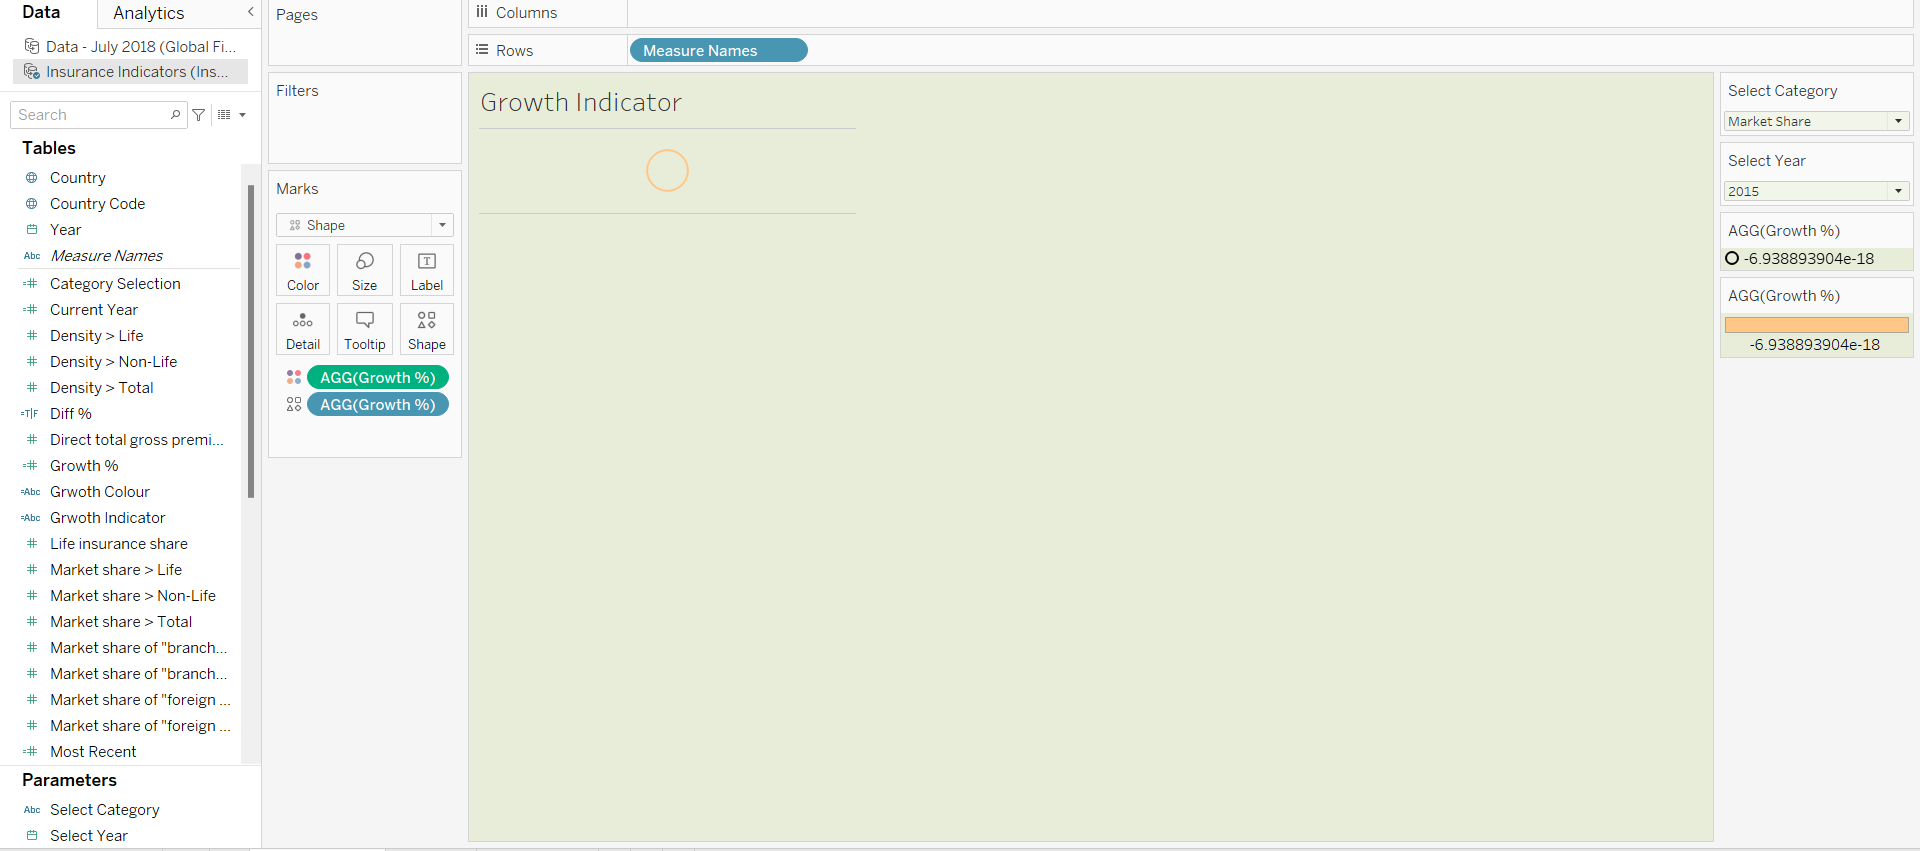 Data
Analytics
Data - July 2018 (Global Fi...
Insurance Indicators (Ins...
Search
Tables
Country
Country Code
Year
Abc Measure Names
Category Selection
Current Year
Density > Life
Density > Non-Life
Density > Total
=T|F Diff %
Direct total gross premi...
Growth %
=Abc Grwoth Colour
=Abc Grwoth Indicator
Life insurance share
Market share > Life
Market share > Non-Life
Market share > Total
Market share of "branch...
Market share of "branch...
Market share of "foreign ...
Market share of "foreign ...
Most Recent
Parameters
Abc Select Category
Select Year
Pages
Filters
Marks
Shape
Color Size Label
Detail Tooltip Shape
AGG(Growth %)
AGG(Growth %)
Columns
Rows
Measure Names
Growth Indicator
Select Category
Market Share
Select Year
2015
AGG(Growth %)
-6.938893904e-18
AGG(Growth %)
-6.938893904e-18